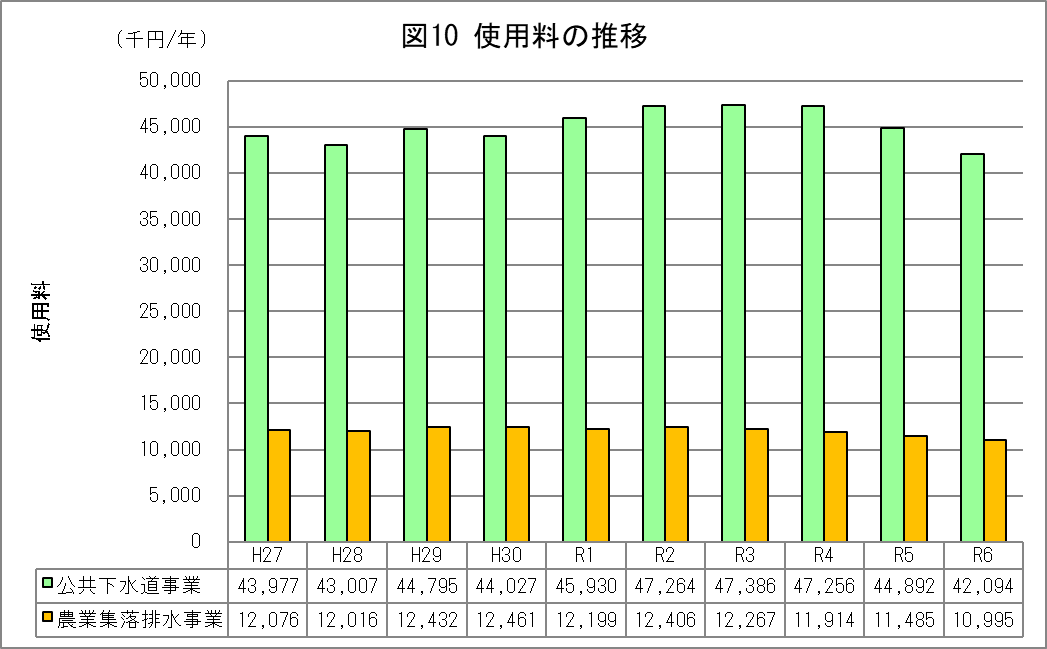 図10 使用料の推移
（千円/年）
50,000
45,000
40,000
35,000
30,000
25,000
20,000
15,000
10,000
5,000
0
使用料
H27 H28 H29 H30 R1 R2 R3 R4 R5 R6
公共下水道事業 43,977 43,007 44,795 44,027 45,930 47,264 47,386 47,256 44,892 42,094
農業集落排水事業 12,076 12,016 12,432 12,461 12,199 12,406 12,267 11,914 11,485 10,995